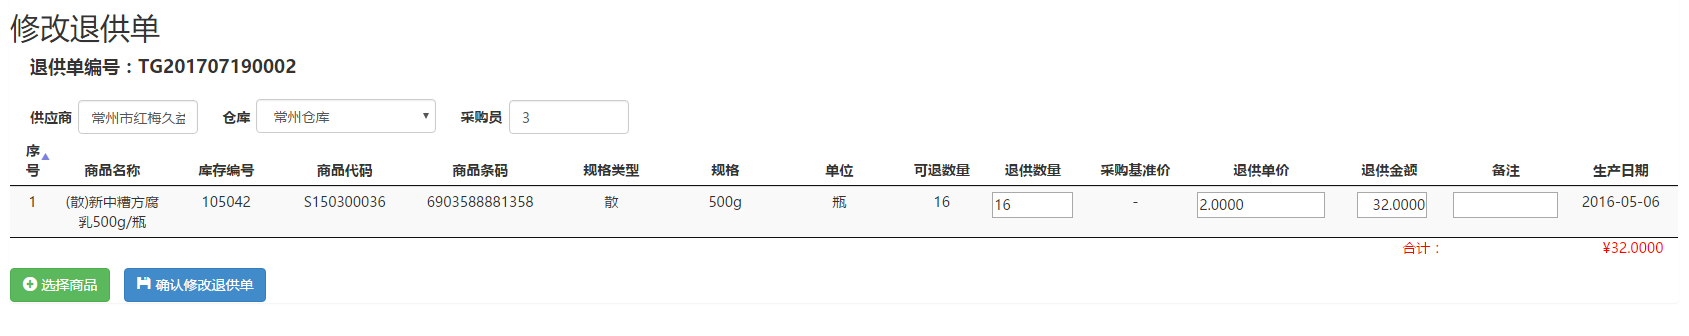 修改退供单
退供单编号：TG201707190002
供应商 常州市红梅久益 仓库 常州仓库 采购员 3
序号 商品名称 库存编号 商品代码 商品条码 规格类型 规格 单位 可退数量 退供数量 采购基准价 退供单价 退供金额 备注 生产日期
1 (散)新中糟方腐 105042 S150300036 6903588881358 散 500g 瓶 16 16 - 2.0000 32.0000 2016-05-06
乳500g/瓶
合计： ¥32.0000
选择商品 确认修改退供单